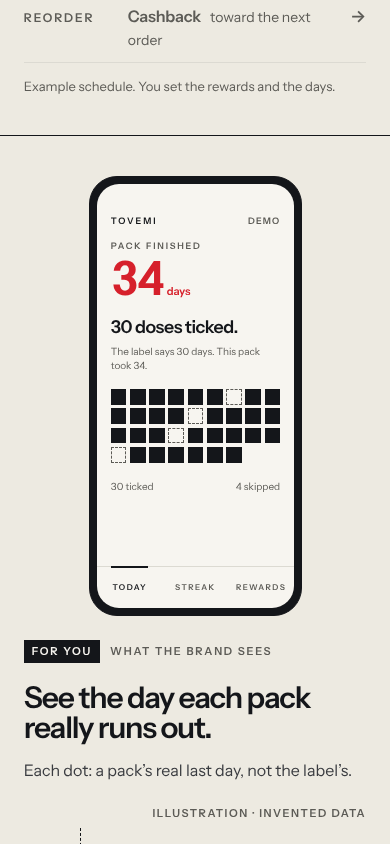 REORDER Cashback toward the next →
order
Example schedule. You set the rewards and the days.
TOVEMI DEMO
PACK FINISHED
34 days
30 doses ticked.
The label says 30 days. This pack
took 34.
30 ticked 4 skipped
TODAY STREAK REWARDS
FOR YOU WHAT THE BRAND SEES
See the day each pack
really runs out.
Each dot: a pack’s real last day, not the label’s.
ILLUSTRATION · INVENTED DATA